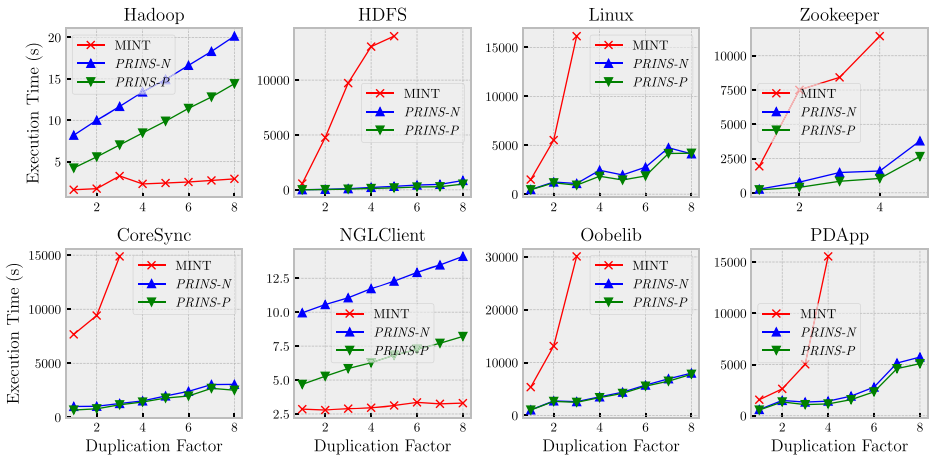 Hadoop
HDFS
Linux
Zookeeper
Execution Time (s)
20
15
10
5
2
4
6
8
MINT
PRINS-N
PRINS-P
10000
5000
0
2
4
6
8
MINT
PRINS-N
PRINS-P
15000
10000
5000
0
2
4
6
8
MINT
PRINS-N
PRINS-P
10000
7500
5000
2500
0
2
4
MINT
PRINS-N
PRINS-P
CoreSync
NGLClient
Oobelib
PDApp
Execution Time (s)
15000
10000
5000
0
2
4
6
8
MINT
PRINS-N
PRINS-P
Duplication Factor
12.5
10.0
7.5
5.0
2.5
2
4
6
8
MINT
PRINS-N
PRINS-P
Duplication Factor
30000
20000
10000
0
2
4
6
8
MINT
PRINS-N
PRINS-P
Duplication Factor
15000
10000
5000
0
2
4
6
8
MINT
PRINS-N
PRINS-P
Duplication Factor